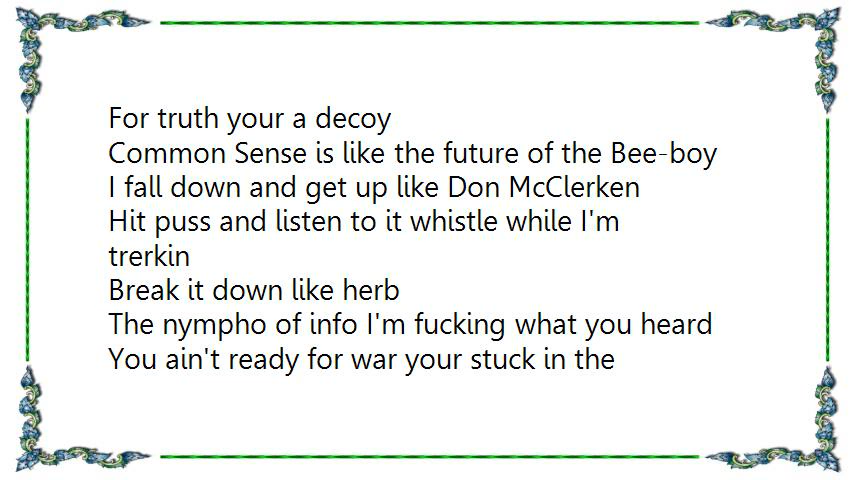 For truth your a decoy
Common Sense is like the future of the Bee-boy
I fall down and get up like Don McClerken
Hit puss and listen to it whistle while I'm
trerkin
Break it down like herb
The nympho of info I'm fucking what you heard
You ain't ready for war your stuck in the